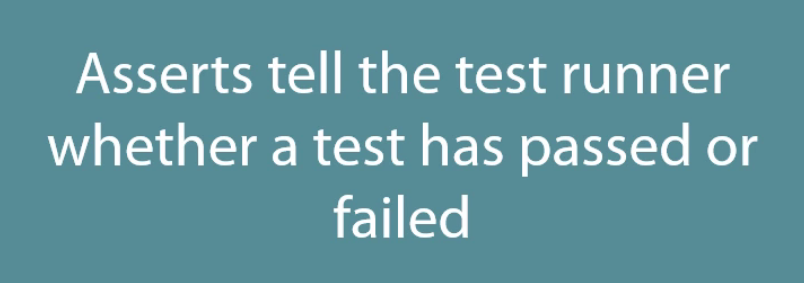 Asserts tell the test runner
whether a test has passed or
failed